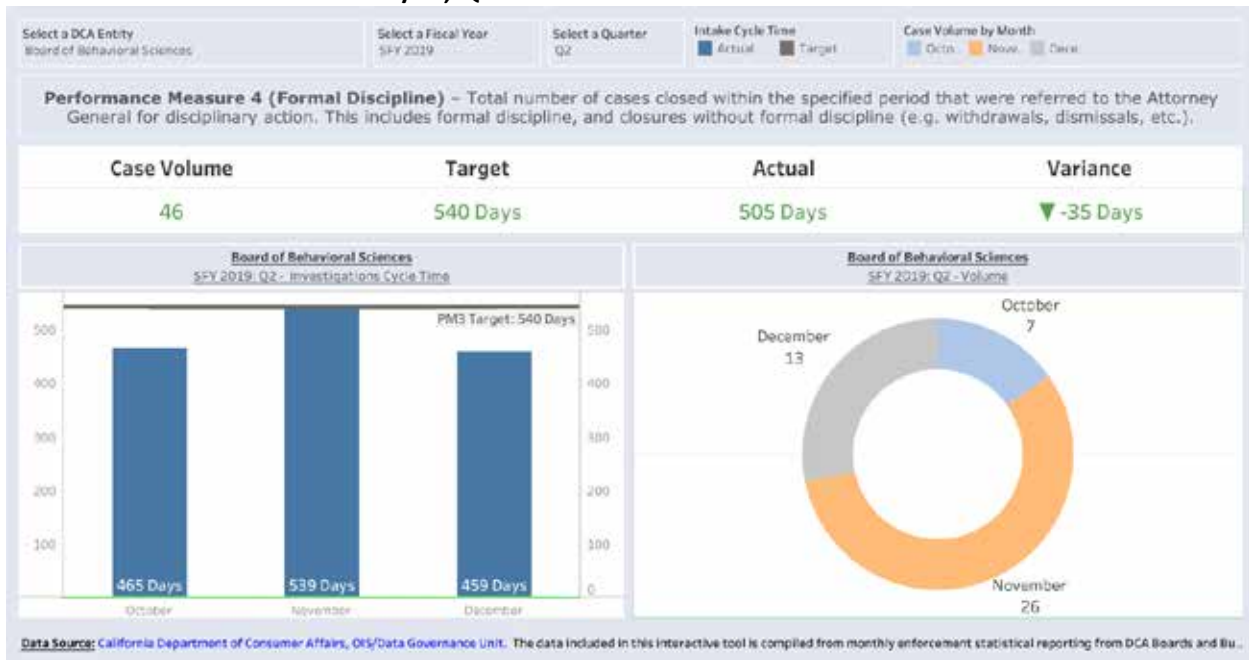 Select a DCA Entity
Board of Behavioral Sciences
Select a Fiscal Year
SFY 2019
Select a Quarter
Q2
Intake Cycle Time
Actual Target
Case Volume by Month
Octo.. Nove.. Dece..
Performance Measure 4 (Formal Discipline) – Total number of cases closed within the specified period that were referred to the Attorney
General for disciplinary action. This includes formal discipline, and closures without formal discipline (e.g. withdrawals, dismissals, etc.).
Case Volume Target Actual Variance
46 540 Days 505 Days ▼ -35 Days
Board of Behavioral Sciences
SFY 2019: Q2 - Investigations Cycle Time
PM3 Target: 540 Days
500 500
400 400
300 300
200 200
100 100
0
465 Days 539 Days 459 Days
October November December
Board of Behavioral Sciences
SFY 2019: Q2 - Volume
October
7
December
13
November
26
Data Source: California Department of Consumer Affairs, OIS/Data Governance Unit. The data included in this interactive tool is compiled from monthly enforcement statistical reporting from DCA Boards and Bu..